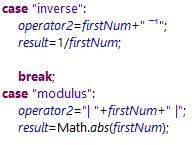 case "inverse":
operator2=firstNum+" ¯¹";
result=1/firstNum;
break;
case "modulus":
operator2="| "+firstNum+" |";
result=Math.abs(firstNum);